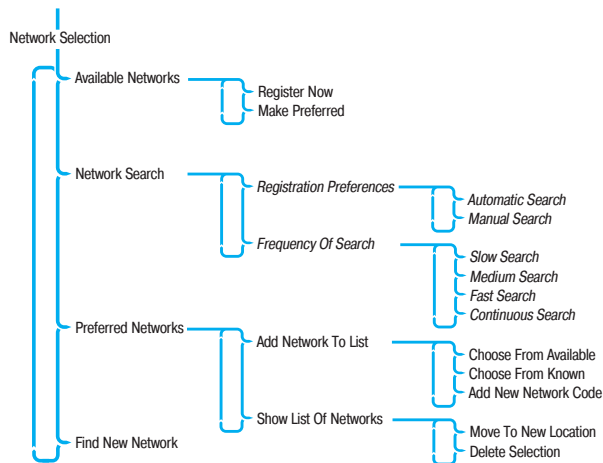 Network Selection
Available Networks
Register Now
Make Preferred
Network Search
Registration Preferences
Automatic Search
Manual Search
Frequency Of Search
Slow Search
Medium Search
Fast Search
Continuous Search
Preferred Networks
Add Network To List
Choose From Available
Choose From Known
Add New Network Code
Show List Of Networks
Move To New Location
Delete Selection
Find New Network